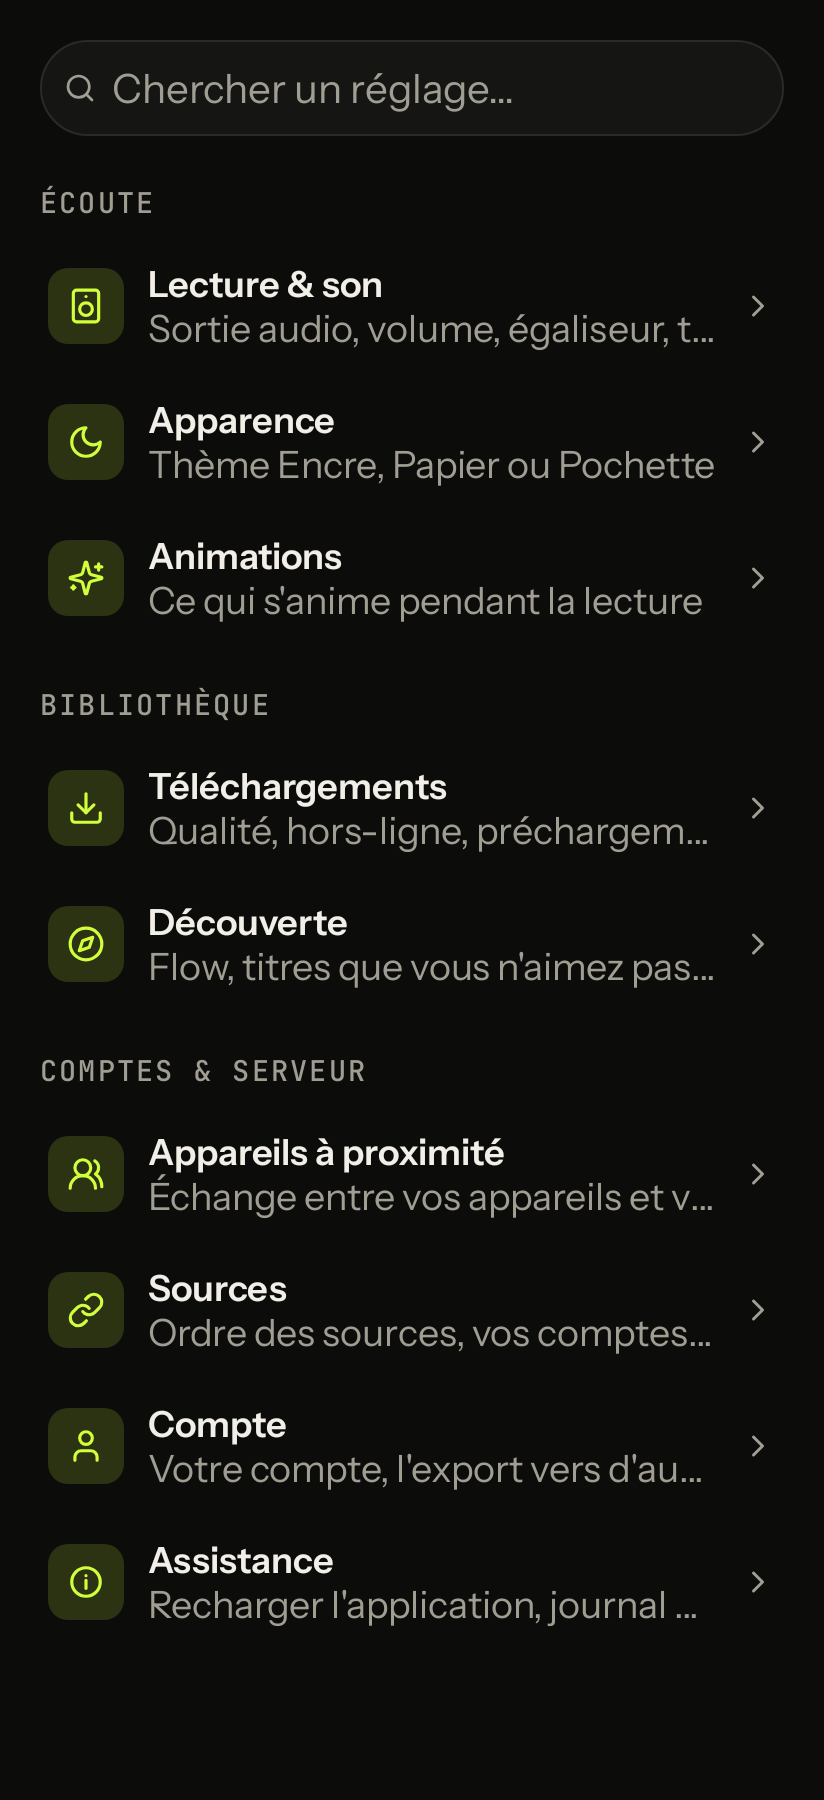 Chercher un réglage...
ÉCOUTE
Lecture & son
Sortie audio, volume, égaliseur, t...
Apparence
Thème Encre, Papier ou Pochette
Animations
Ce qui s'anime pendant la lecture
BIBLIOTHÈQUE
Téléchargements
Qualité, hors-ligne, préchargem...
Découverte
Flow, titres que vous n'aimez pas...
COMPTES & SERVEUR
Appareils à proximité
Échange entre vos appareils et v...
Sources
Ordre des sources, vos comptes...
Compte
Votre compte, l'export vers d'au...
Assistance
Recharger l'application, journal ...